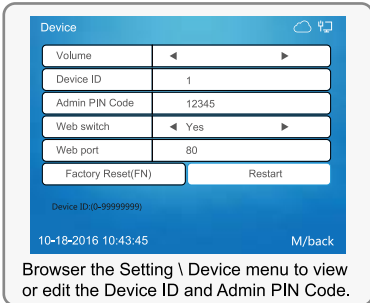 Device
Volume ◀ ▶
Device ID 1
Admin PIN Code 12345
Web switch ◀ Yes ▶
Web port 80
Factory Reset(FN) Restart
Device ID:(0-99999999)
10-18-2016 10:43:45 M/back
Browser the Setting \ Device menu to view
or edit the Device ID and Admin PIN Code.